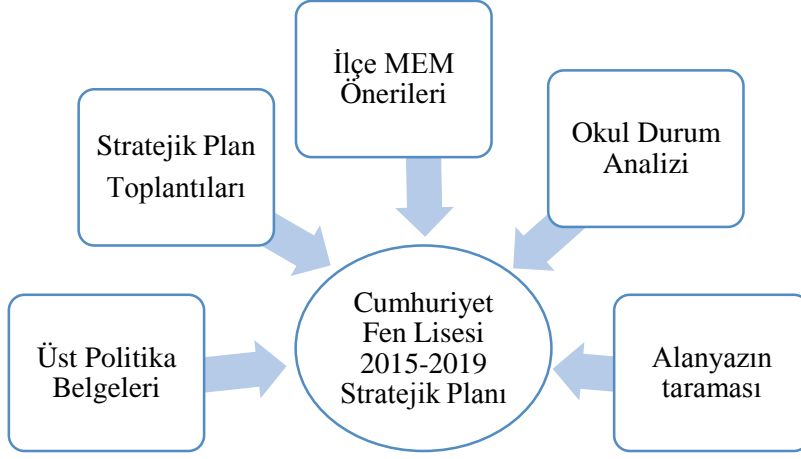 İlçe MEM
Önerileri
Stratejik Plan
Toplantıları
Okul Durum
Analizi
Üst Politika
Belgeleri
Cumhuriyet
Fen Lisesi
2015-2019
Stratejik Planı
Alanyazın
taraması